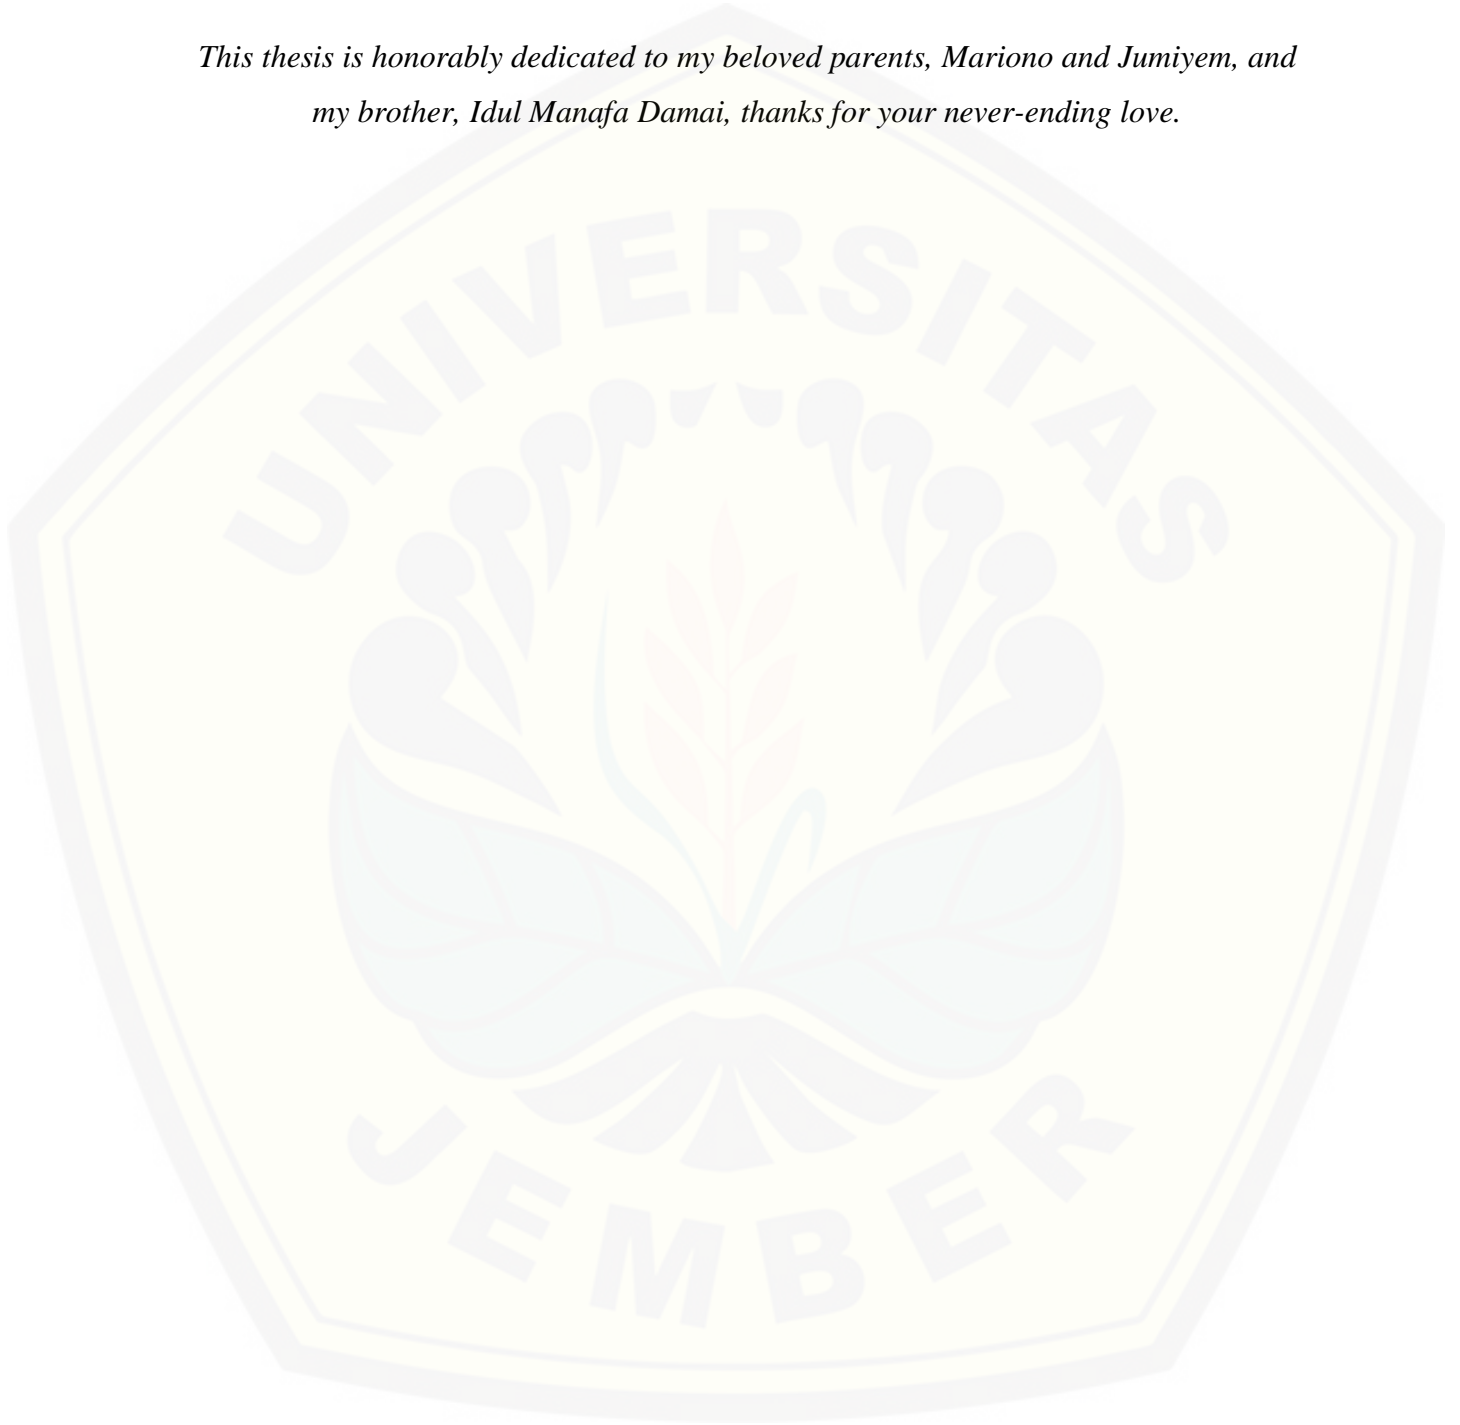 This thesis is honorably dedicated to my beloved parents, Mariono and Jumiyem, and
my brother, Idul Manafa Damai, thanks for your never-ending love.
UNIVERSITAS
JEMBER